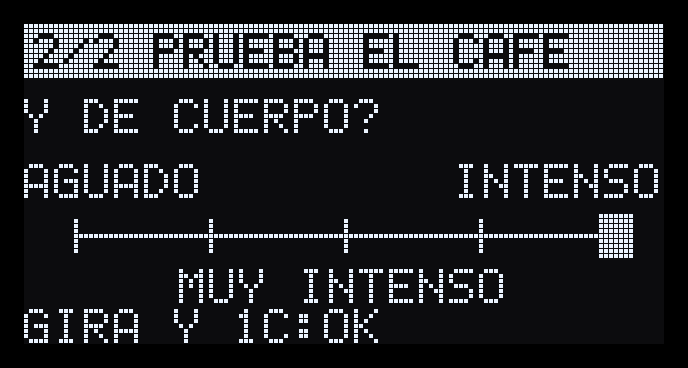 2/2 PRUEBA EL CAFE
Y DE CUERPO?
AGUADO INTENSO
MUY INTENSO
GIRA Y 1C:OK